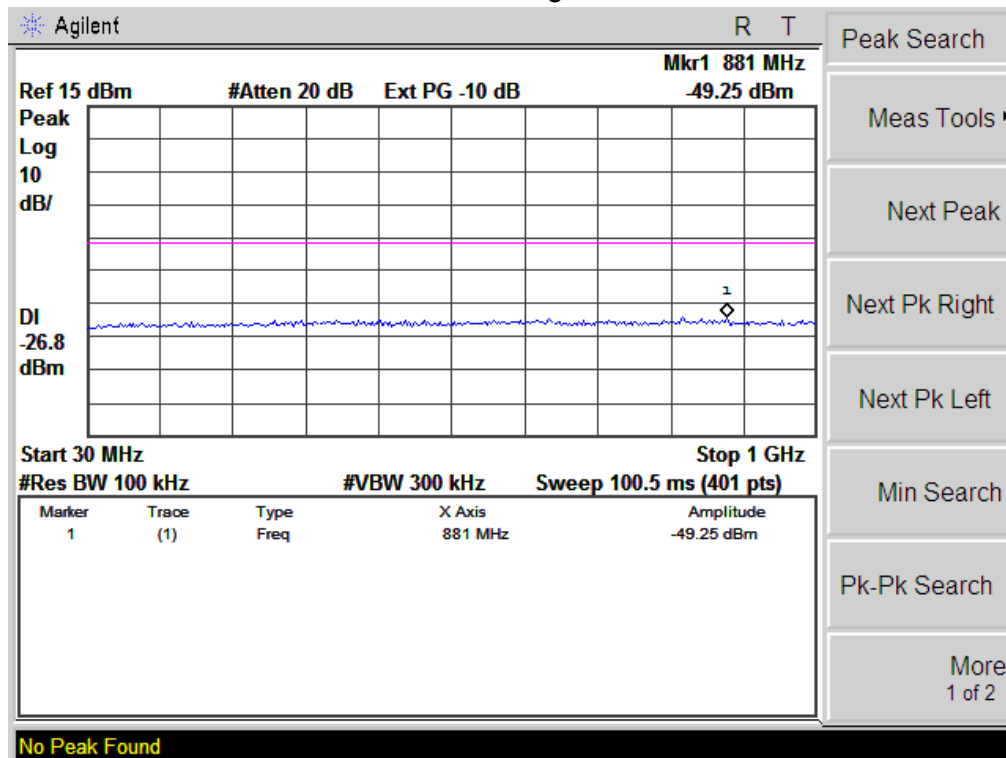 Agilent R T
Mkr1 881 MHz
Ref 15 dBm #Atten 20 dB Ext PG -10 dB -49.25 dBm
Peak
Log
10
dB/
1
DI
-26.8
dBm
Start 30 MHz Stop 1 GHz
#Res BW 100 kHz #VBW 300 kHz Sweep 100.5 ms (401 pts)
Marker Trace Type X Axis Amplitude
1 (1) Freq 881 MHz -49.25 dBm
No Peak Found
Peak Search
Meas Tools
Next Peak
Next Pk Right
Next Pk Left
Min Search
Pk-Pk Search
More
1 of 2